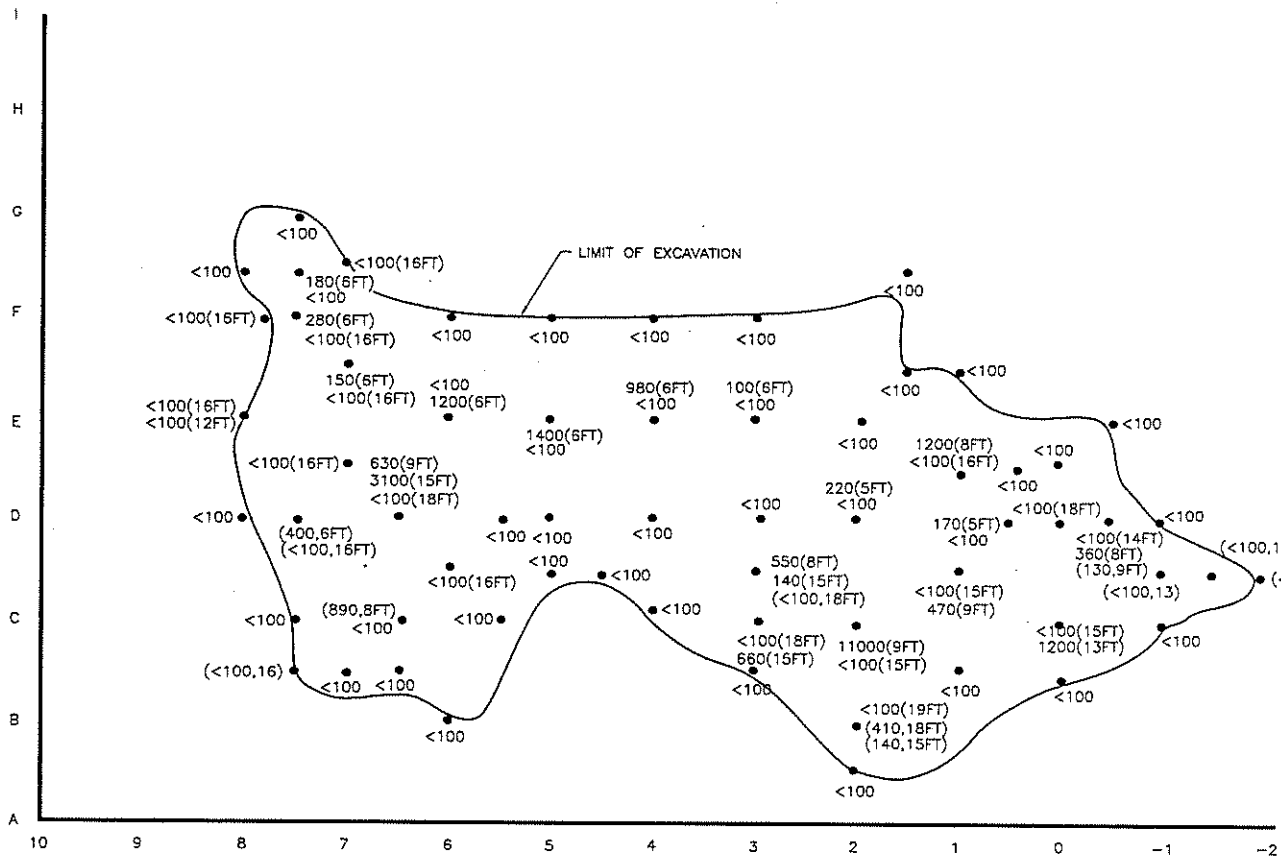 I
H
G
<100
<100(16FT)
LIMIT OF EXCAVATION
<100
180(6FT)
<100
<100
F
<100(16FT)
280(6FT)
<100(16FT)
<100
<100
<100
<100
150(6FT)
<100(16FT)
<100
1200(6FT)
980(6FT)
<100
100(6FT)
<100
<100
<100
<100(16FT)
<100(12FT)
E
1400(6FT)
<100
<100
<100
<100(16FT)
630(9FT)
3100(15FT)
<100(18FT)
1200(8FT)
<100(16FT)
<100
<100
D
<100
(400,6FT)
(<100,16FT)
<100
<100
<100
<100
220(5FT)
<100
170(5FT)
<100
<100(18FT)
<100(14FT)
360(8FT)
(130,9FT)
<100
<100(16FT)
<100
<100
550(8FT)
140(15FT)
(<100,18FT)
<100(15FT)
470(9FT)
(<100,13)
(<100,1
(<
C
<100
(890,8FT)
<100
<100
<100
<100(18FT)
660(15FT)
11000(9FT)
<100(15FT)
<100(15FT)
1200(13FT)
<100
(<100,16)
<100
<100
<100
<100
<100
B
<100
<100(19FT)
(410,18FT)
(140,15FT)
<100
A
10 9 8 7 6 5 4 3 2 1 0 -1 -2